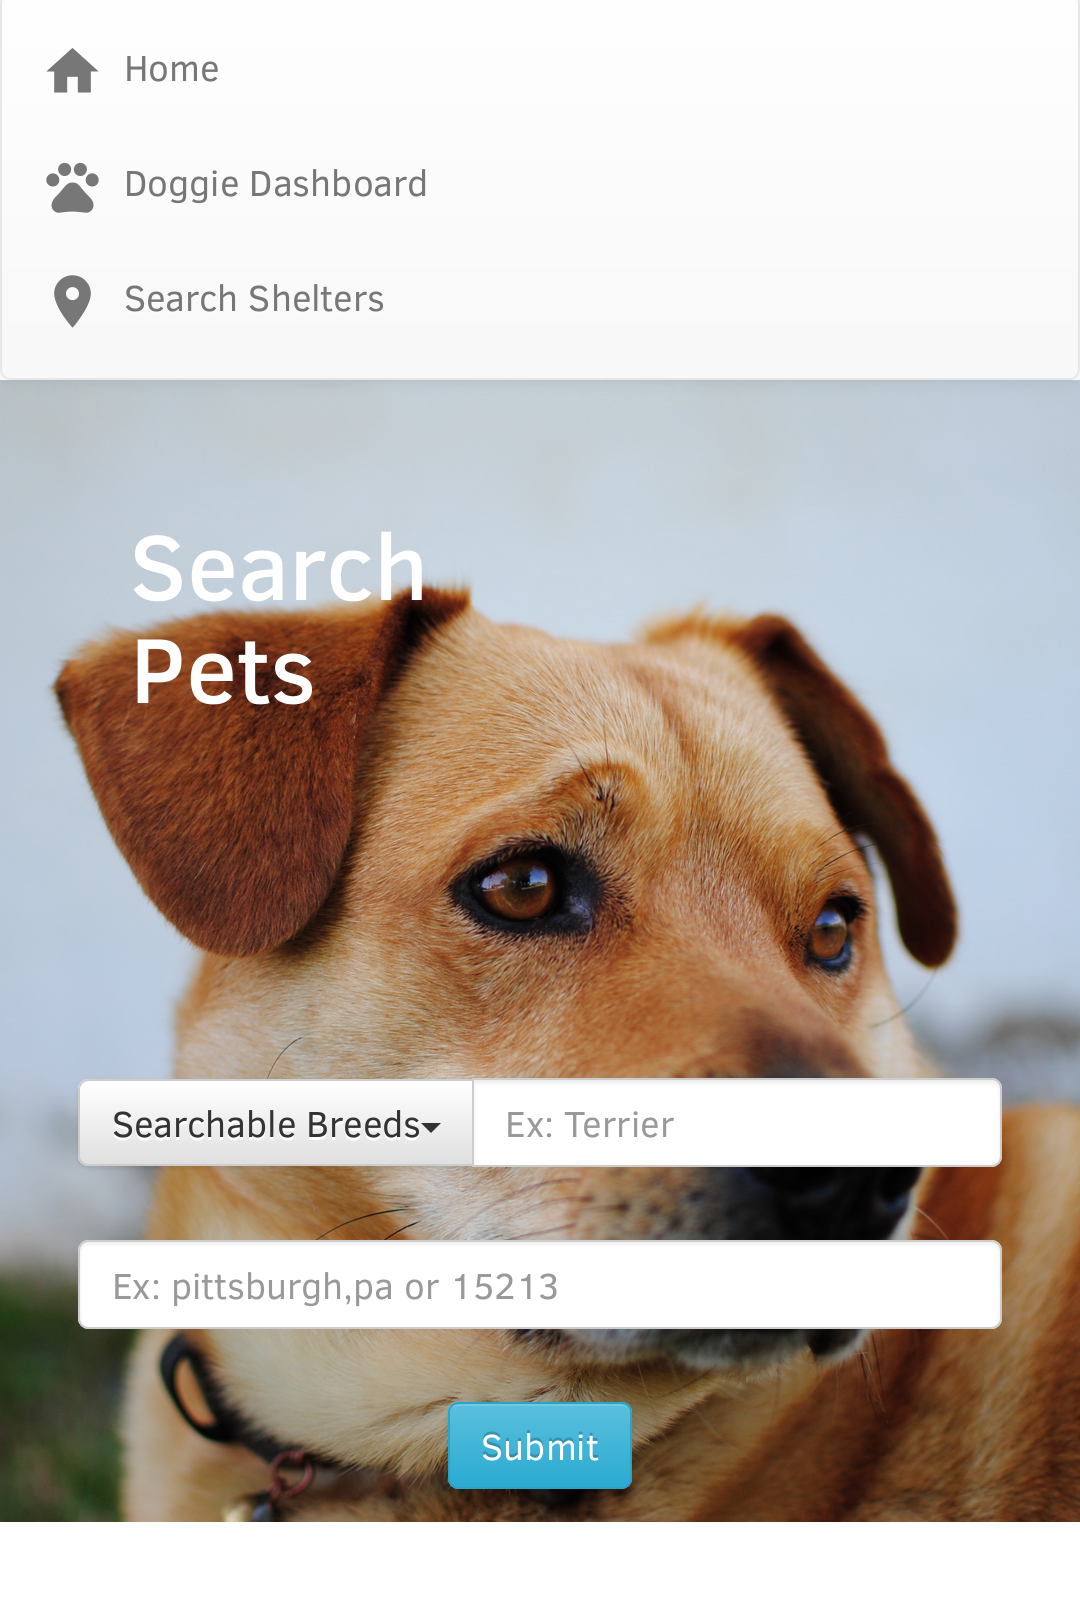 Home
Doggie Dashboard
Search Shelters
Search
Pets
Searchable Breeds
Ex: Terrier
Ex: pittsburgh,pa or 15213
Submit